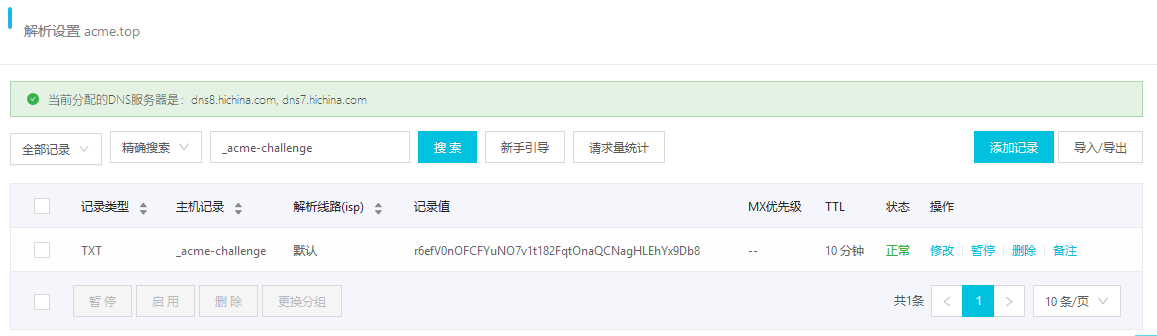 解析设置 acme.top
当前分配的DNS服务器是：dns8.hichina.com, dns7.hichina.com
全部记录 精确搜索 _acme-challenge 搜 索 新手引导 请求量统计 添加记录 导入/导出
记录类型 主机记录 解析线路(isp) 记录值 MX优先级 TTL 状态 操作
TXT _acme-challenge 默认 r6efV0nOFCFYuNO7v1t182FqtOnaQCNagHLEhYx9Db8 -- 10 分钟 正常 修改 暂停 删除 备注
暂 停 启 用 删 除 更换分组 共1条 1 10 条/页